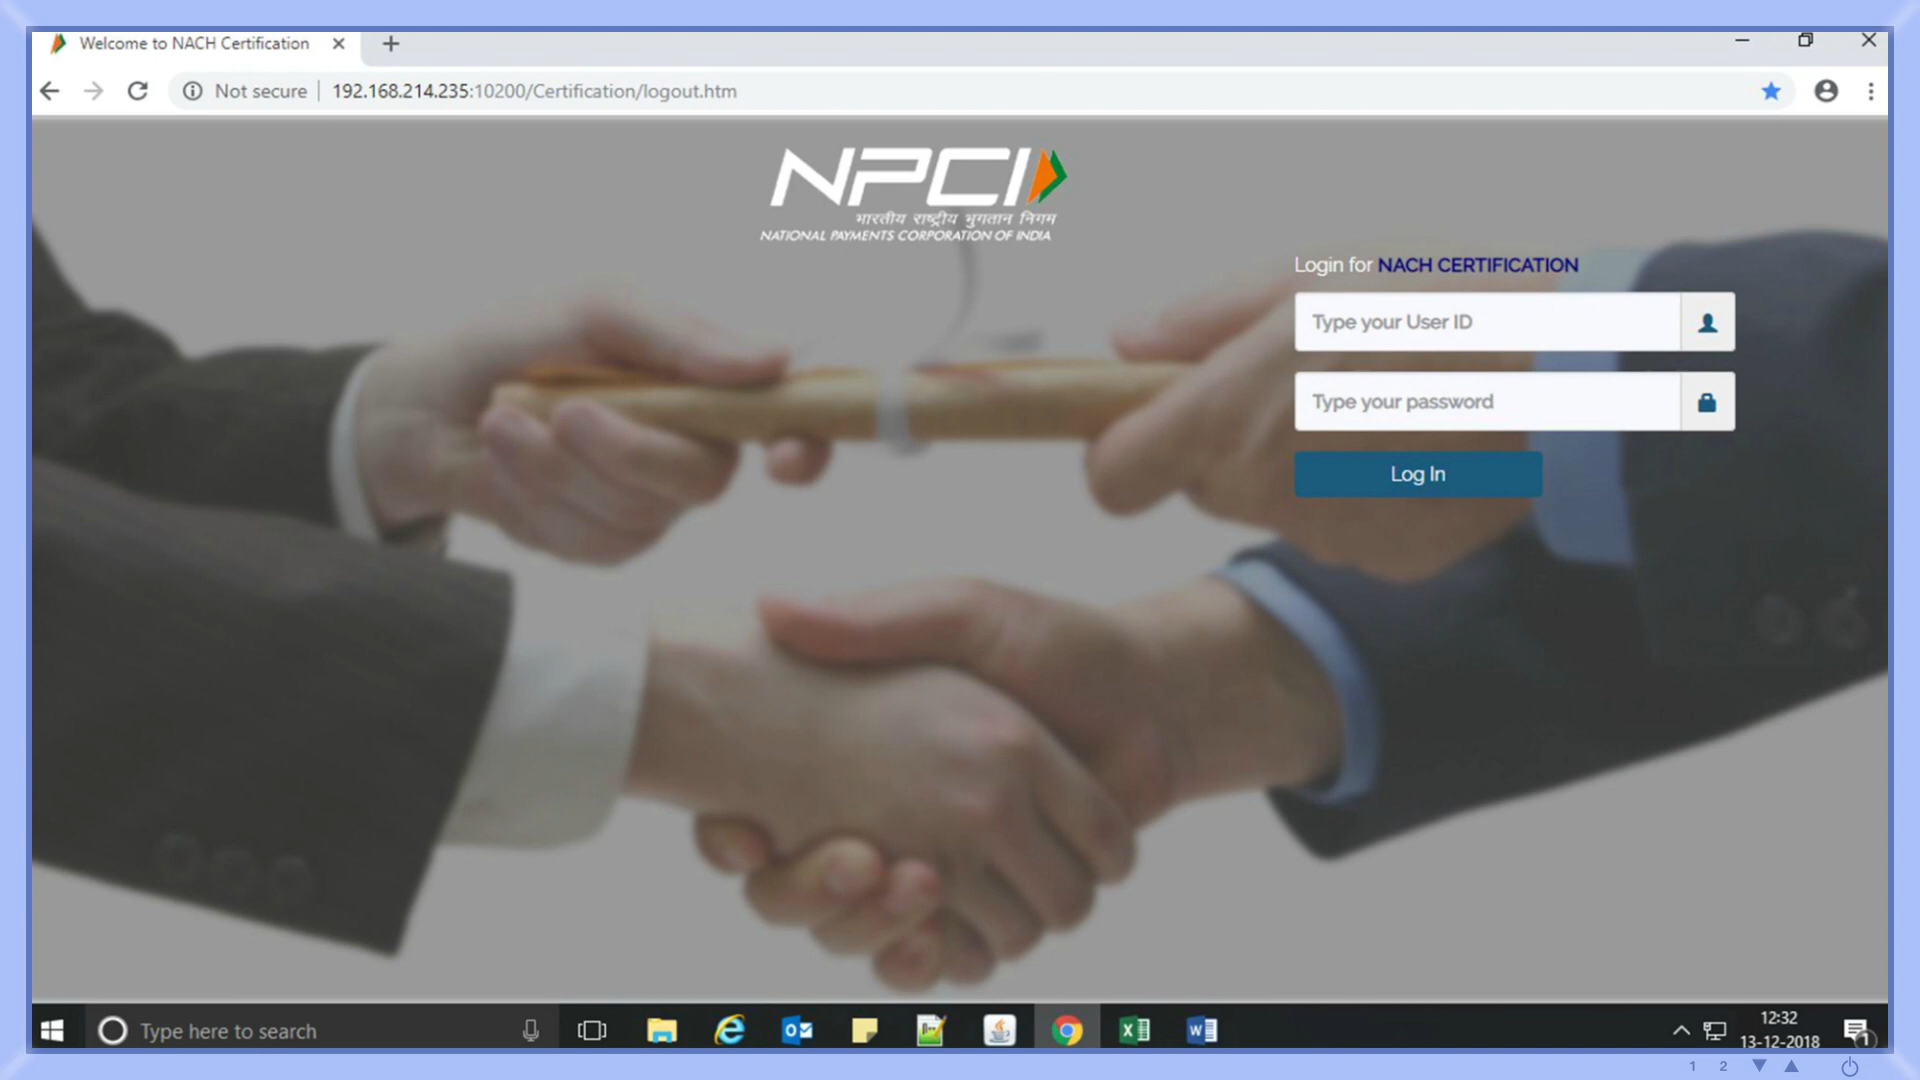 Welcome to NACH Certification
Not secure | 192.168.214.235:10200/Certification/logout.htm
NPCI
भारतीय राष्ट्रीय भुगतान निगम
NATIONAL PAYMENTS CORPORATION OF INDIA
Login for NACH CERTIFICATION
Type your User ID
Type your password
Log In
Type here to search
12:32
13-12-2018
1
1 2